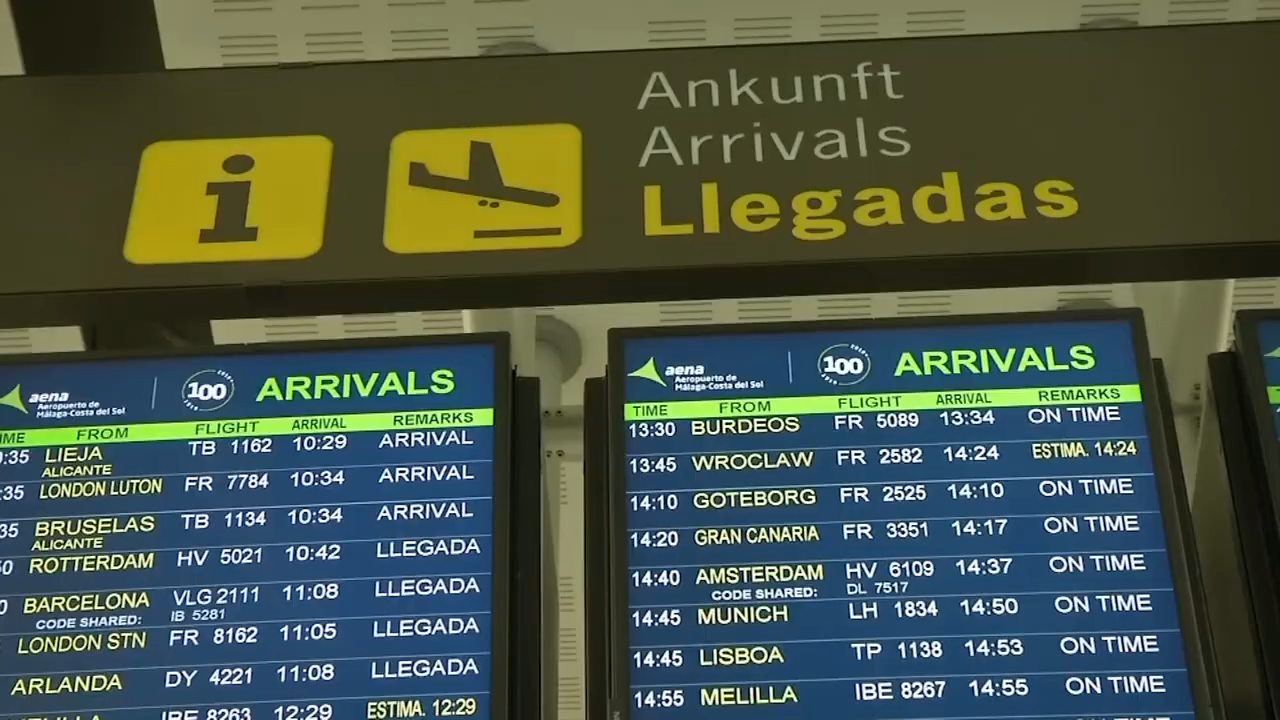 Ankunft
Arrivals
Llegadas
aena
Aeropuerto de
Málaga-Costa del Sol
100
ARRIVALS
FROM FLIGHT ARRIVAL REMARKS
LIEJA TB 1162 10:29 ARRIVAL
ALICANTE
LONDON LUTON FR 7784 10:34 ARRIVAL
BRUSELAS TB 1134 10:34 ARRIVAL
ALICANTE
ROTTERDAM HV 5021 10:42 LLEGADA
BARCELONA VLG 2111 11:08 LLEGADA
CODE SHARED: IB 5281
LONDON STN FR 8162 11:05 LLEGADA
ARLANDA DY 4221 11:08 LLEGADA
IBE 8263 12:29 ESTIMA. 12:29
aena
Aeropuerto de
Málaga-Costa del Sol
100
ARRIVALS
TIME FROM FLIGHT ARRIVAL REMARKS
13:30 BURDEOS FR 5089 13:34 ON TIME
13:45 WROCLAW FR 2582 14:24 ESTIMA. 14:24
14:10 GOTEBORG FR 2525 14:10 ON TIME
14:20 GRAN CANARIA FR 3351 14:17 ON TIME
14:40 AMSTERDAM HV 6109 14:37 ON TIME
CODE SHARED: DL 7517
14:45 MUNICH LH 1834 14:50 ON TIME
14:45 LISBOA TP 1138 14:53 ON TIME
14:55 MELILLA IBE 8267 14:55 ON TIME